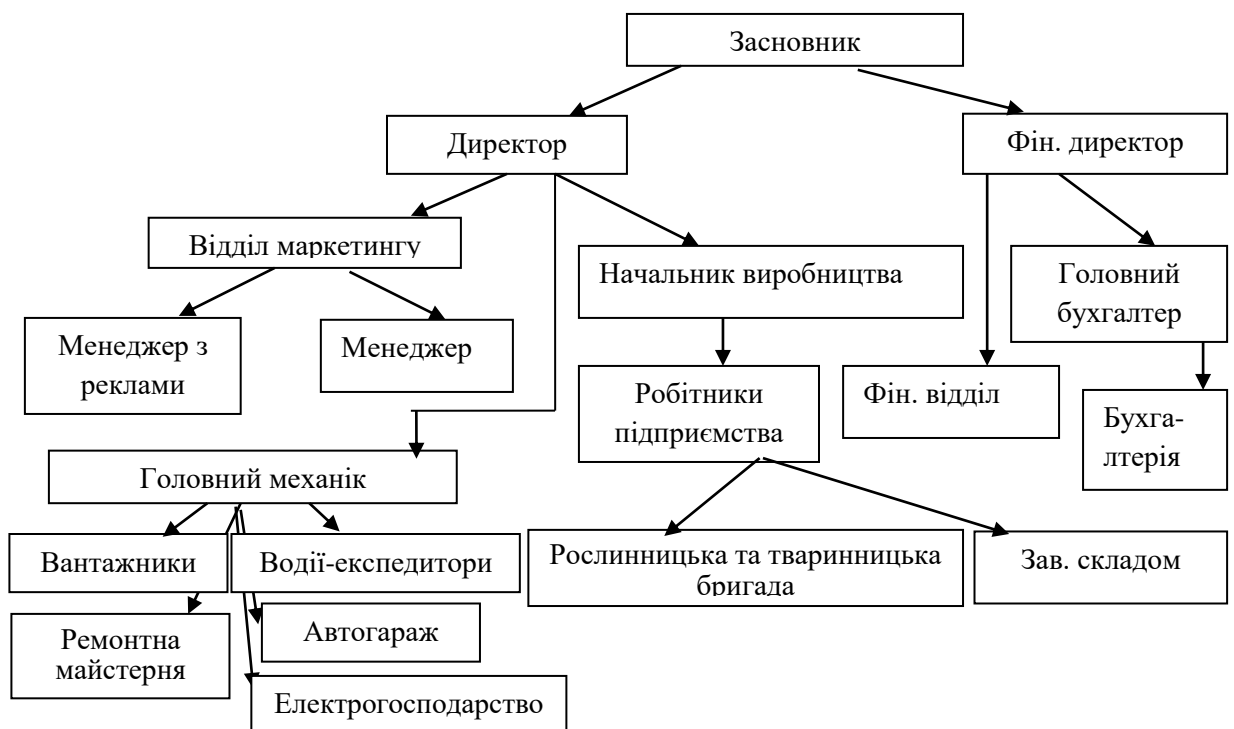 Засновник
Директор
Фін. директор
Відділ маркетингу
Начальник виробництва
Головний
бухгалтер
Менеджер з
реклами
Менеджер
Робітники
підприємства
Фін. відділ
Бухга-
лтерія
Головний механік
Вантажники
Водії-експедитори
Рослинницька та тваринницька
бригада
Зав. складом
Ремонтна
майстерня
Автогараж
Електрогосподарство